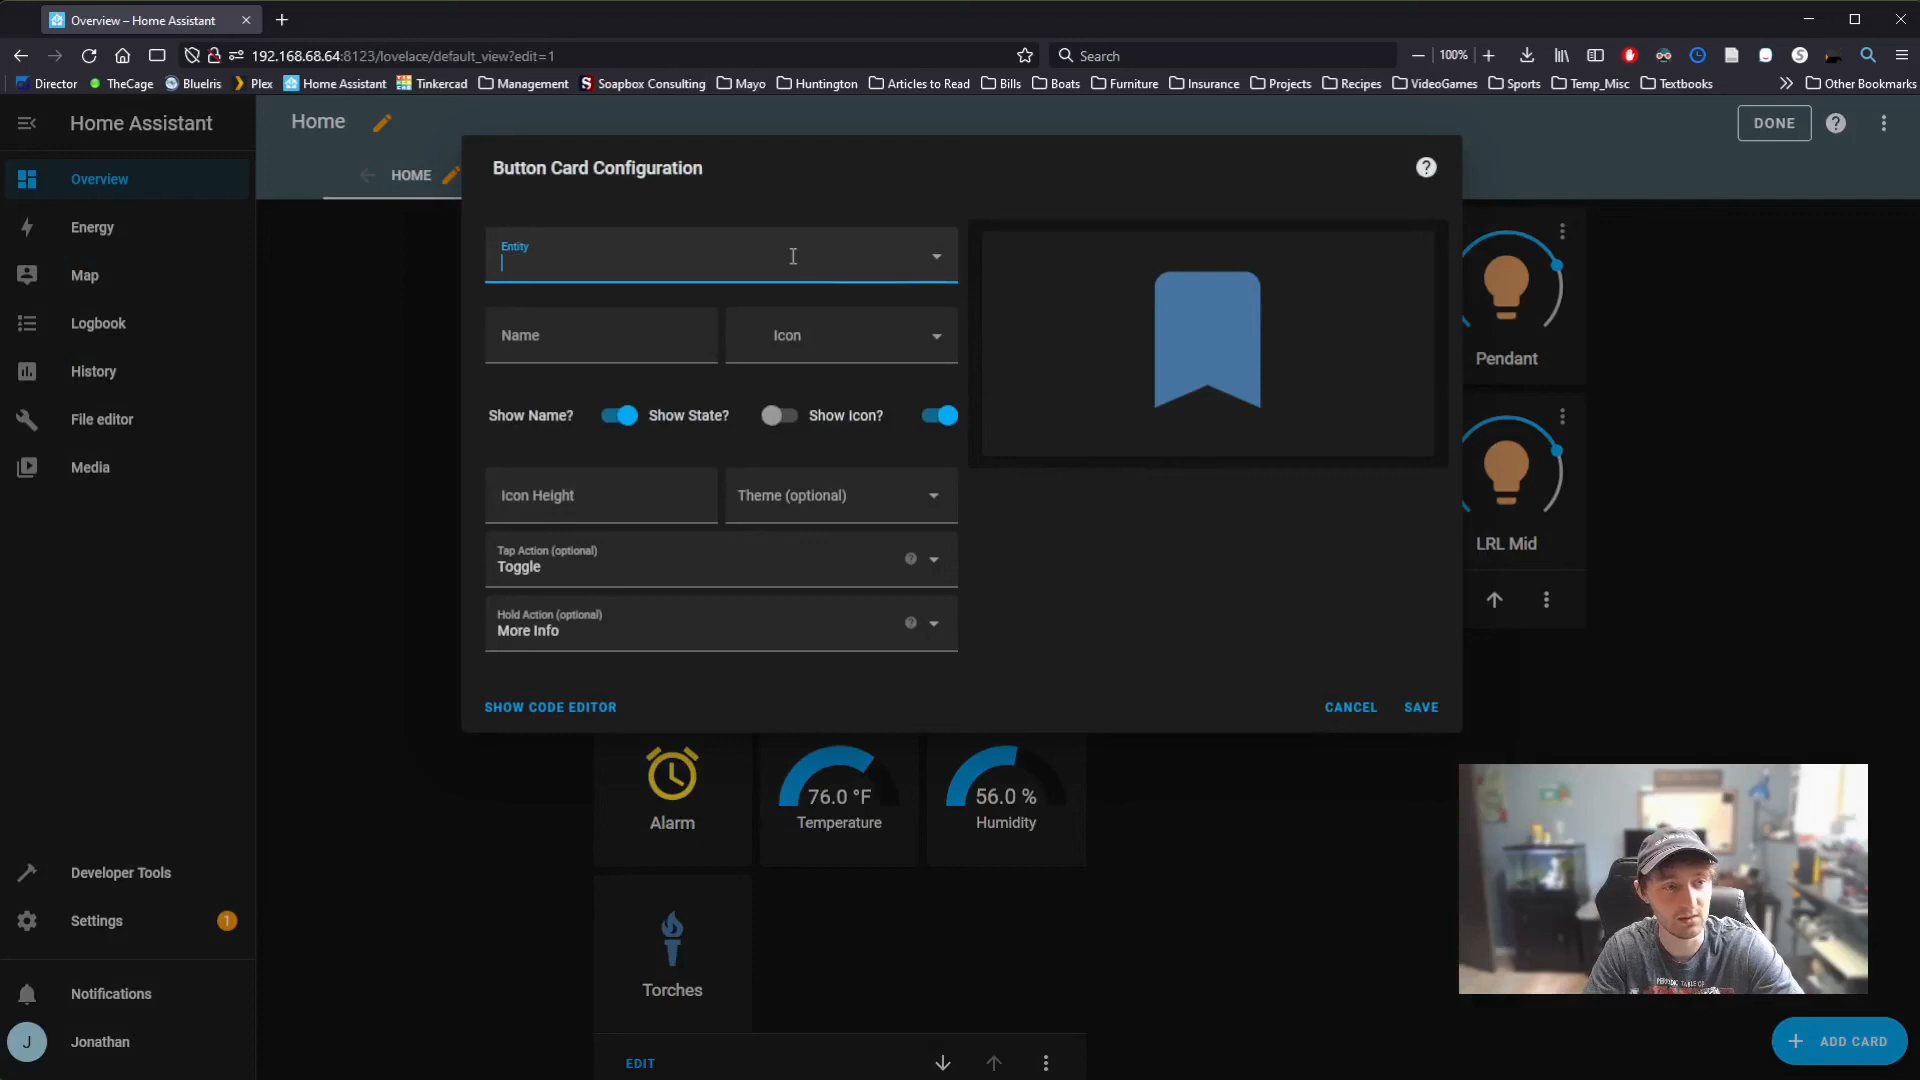 Overview – Home Assistant
192.168.68.64:8123/lovelace/default_view?edit=1
Search
100%
Director
TheCage
BlueIris
Plex
Home Assistant
Tinkercad
Management
Soapbox Consulting
Mayo
Huntington
Articles to Read
Bills
Boats
Furniture
Insurance
Projects
Recipes
VideoGames
Sports
Temp_Misc
Textbooks
Other Bookmarks
Home Assistant
Home
DONE
HOME
Overview
Energy
Map
Logbook
History
File editor
Media
Developer Tools
Settings
1
Notifications
J
Jonathan
Button Card Configuration
Entity
Name
Icon
Show Name?
Show State?
Show Icon?
Icon Height
Theme (optional)
Tap Action (optional)
Toggle
Hold Action (optional)
More Info
SHOW CODE EDITOR
CANCEL
SAVE
Pendant
LRL Mid
Alarm
76.0 °F
Temperature
56.0 %
Humidity
Torches
EDIT
PERIODIC TABLE OF
ADD CARD